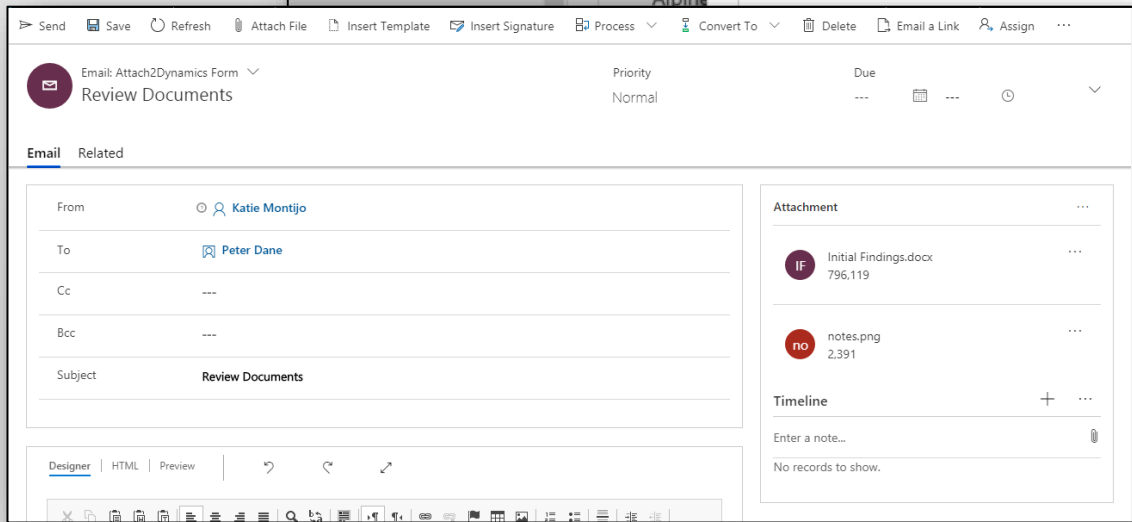 Send Save Refresh Attach File Insert Template Insert Signature Process Convert To Delete Email a Link Assign ...
Email: Attach2Dynamics Form
Review Documents
Priority
Normal
Due
--- ---
Email Related
From Katie Montijo
To Peter Dane
Cc ---
Bcc ---
Subject Review Documents
Attachment ...
IF Initial Findings.docx ...
796,119
no notes.png ...
2,391
Timeline + ...
Enter a note...
No records to show.
Designer | HTML | Preview